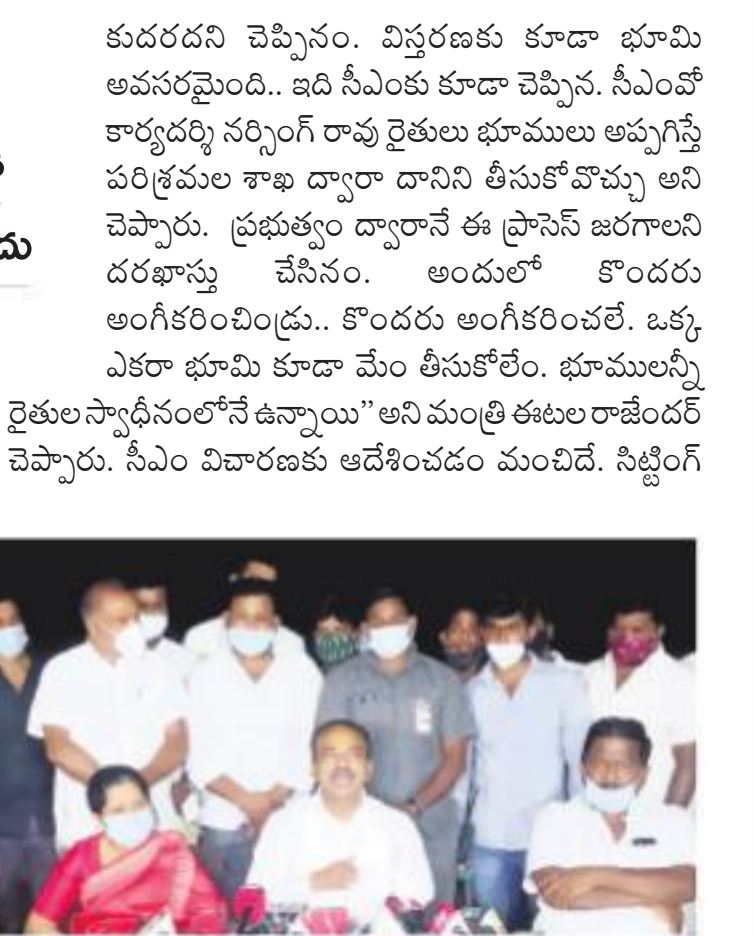 కుదరదని చెప్పినం. విస్తరణకు కూడా భూమి
అవసరమైంది.. ఇది సీఎంకు కూడా చెప్పిన. సీఎంవో
కార్యదర్శి నర్సింగ్ రావు రైతులు భూములు అప్పగిస్తే
పరిశ్రమల శాఖ ద్వారా దానిని తీసుకోవొచ్చు అని
చెప్పారు. ప్రభుత్వం ద్వారానే ఈ ప్రాసెస్ జరగాలని
దరఖాస్తు చేసినం. అందులో కొందరు
అంగీకరించిండ్రు.. కొందరు అంగీకరించలే. ఒక్క
ఎకరా భూమి కూడా మేం తీసుకోలేం. భూములన్నీ
రైతుల స్వాధీనంలోనే ఉన్నాయి” అని మంత్రి ఈటల రాజేందర్
చెప్పారు. సీఎం విచారణకు ఆదేశించడం మంచిదే. సిట్టింగ్